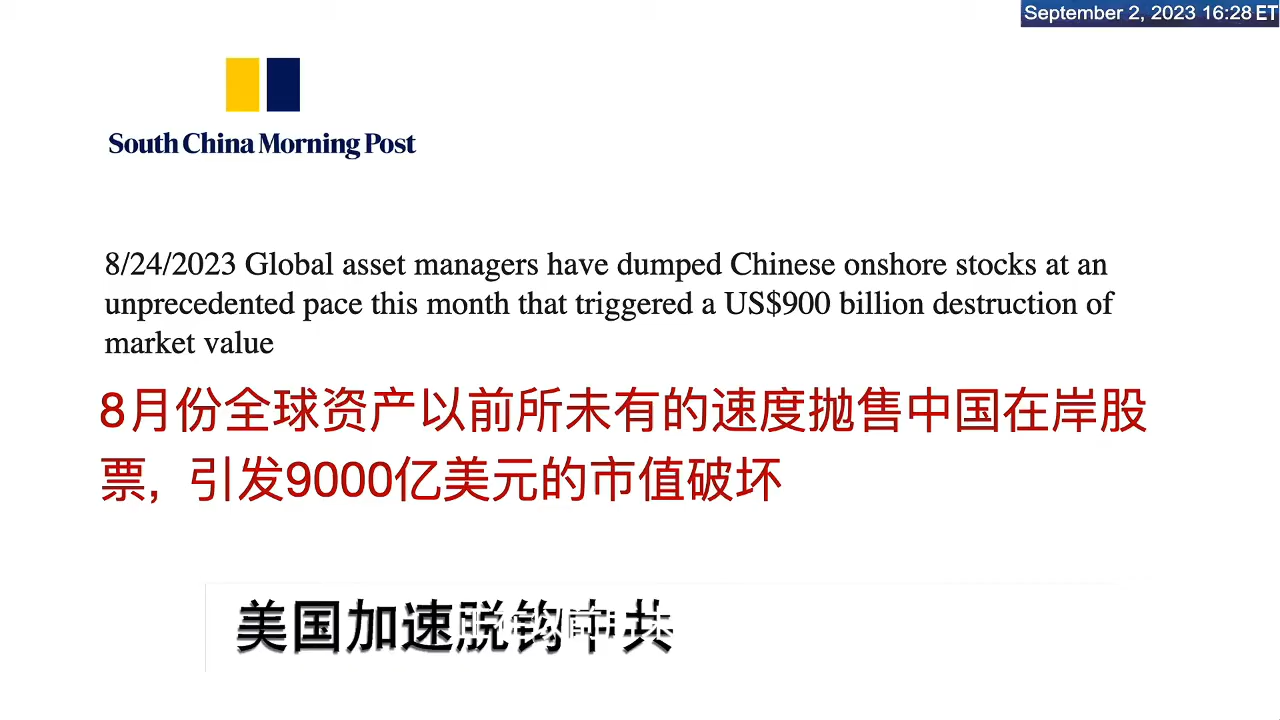 September 2, 2023 16:28 ET
South China Morning Post
8/24/2023 Global asset managers have dumped Chinese onshore stocks at an
unprecedented pace this month that triggered a US$900 billion destruction of
market value
8月份全球资产以前所未有的速度抛售中国在岸股
票，引发9000亿美元的市值破坏
美国加速脱钩中共